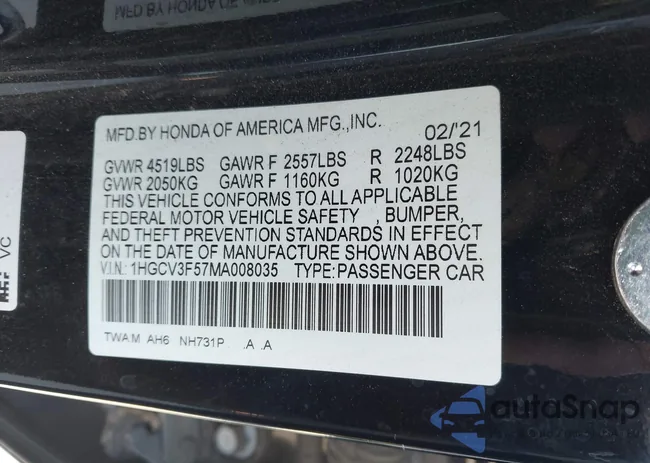 MFD.BY HONDA OF AMERICA MFG.,INC. 02/'21
GVWR 4519LBS GAWR F 2557LBS R 2248LBS
GVWR 2050KG GAWR F 1160KG R 1020KG
THIS VEHICLE CONFORMS TO ALL APPLICABLE
FEDERAL MOTOR VEHICLE SAFETY , BUMPER,
AND THEFT PREVENTION STANDARDS IN EFFECT
ON THE DATE OF MANUFACTURE SHOWN ABOVE.
V.I.N: 1HGCV3F57MA008035 TYPE:PASSENGER CAR
TWA:M AH6 NH731P .A .A
VC
autoSnap